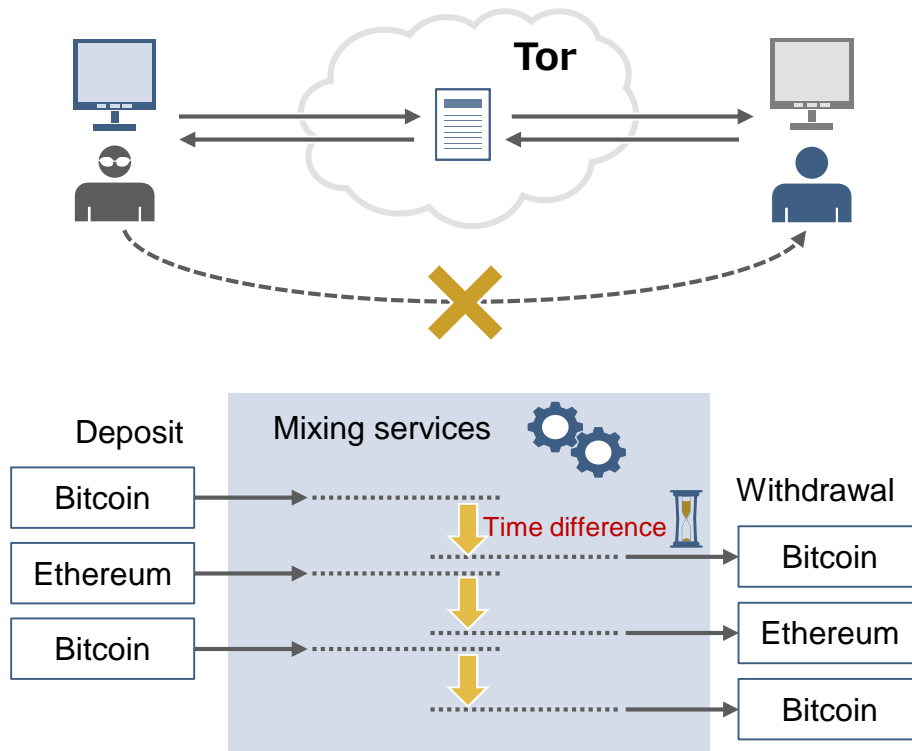 Tor
Deposit
Mixing services
Bitcoin
Withdrawal
Time difference
Ethereum
Bitcoin
Bitcoin
Ethereum
Bitcoin